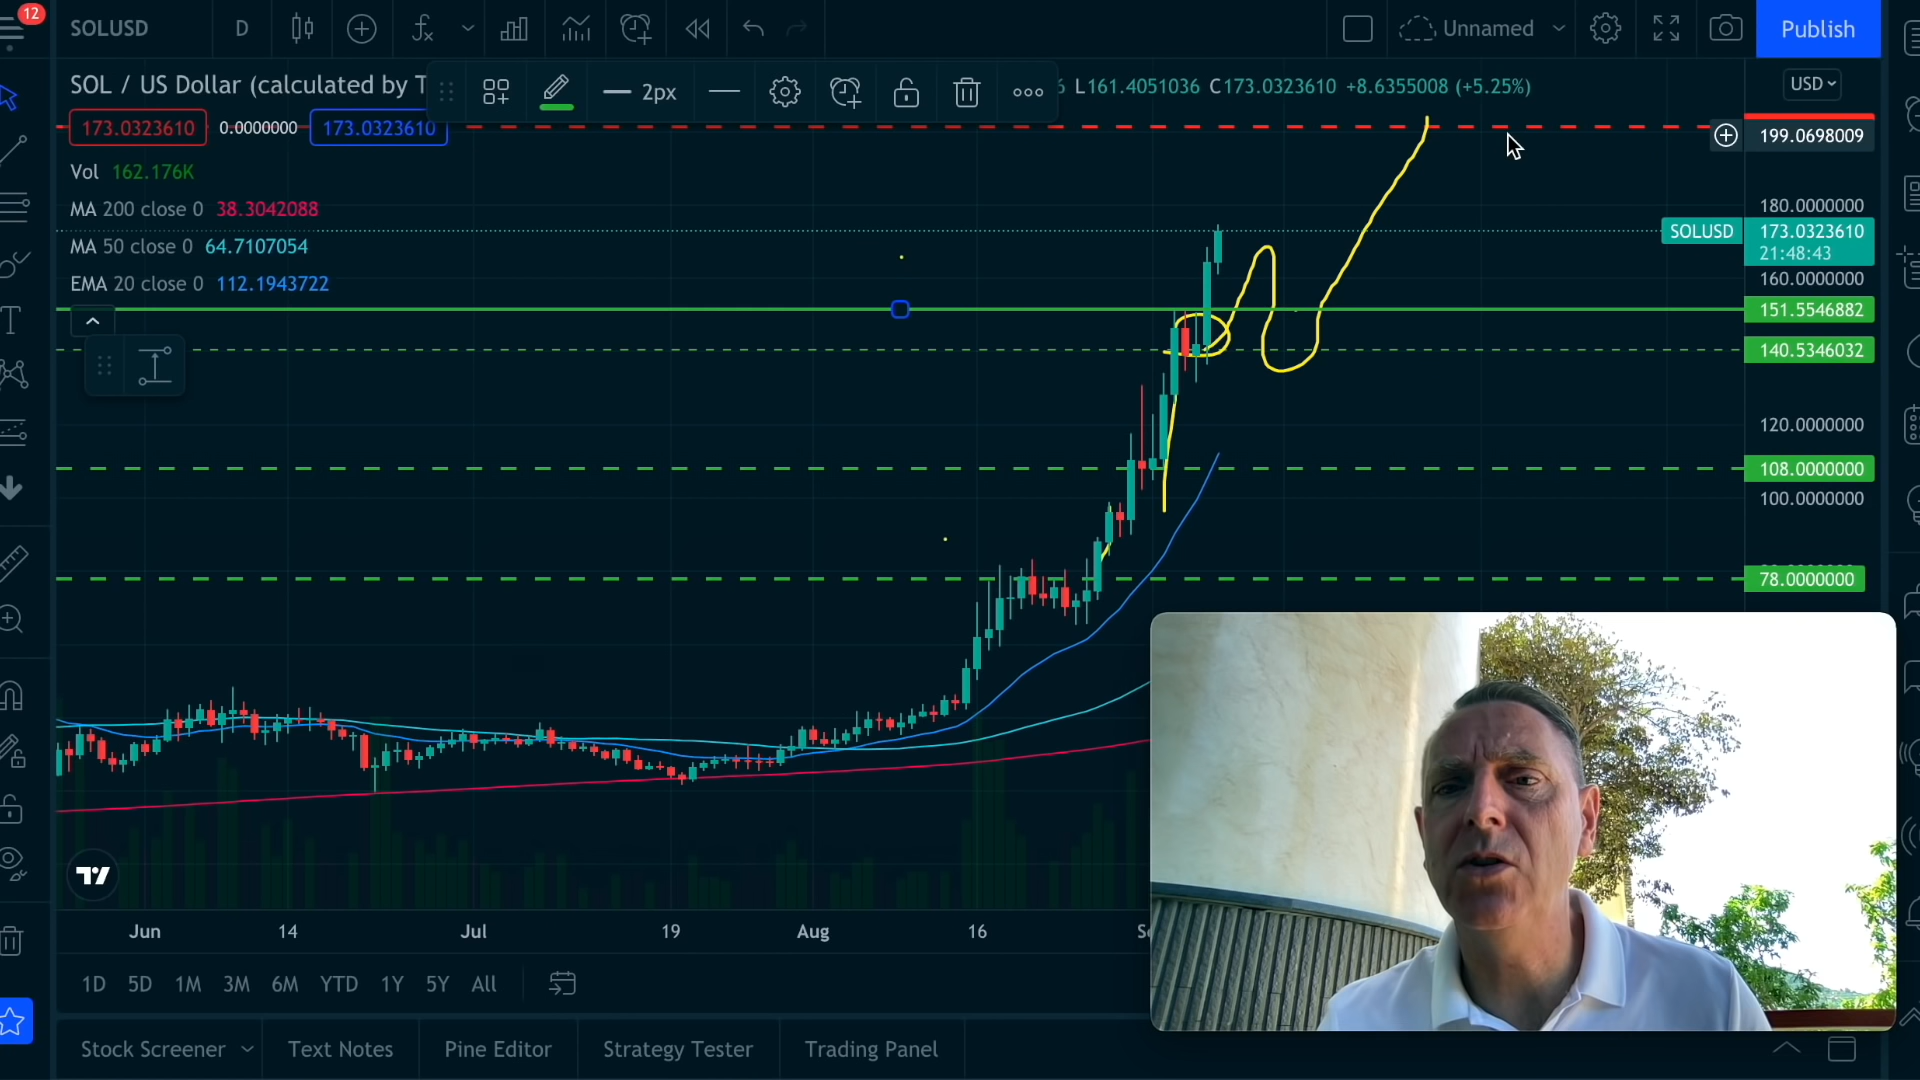 12
SOLUSD
D
Unnamed
Publish
SOL / US Dollar (calculated by T
2px
L161.4051036 C173.0323610 +8.6355008 (+5.25%)
USD
173.0323610 0.0000000 173.0323610
199.0698009
Vol 162.176K
MA 200 close 0 38.3042088
180.0000000
SOLUSD 173.0323610
21:48:43
MA 50 close 0 64.7107054
160.0000000
EMA 20 close 0 112.1943722
151.5546882
140.5346032
120.0000000
108.0000000
100.0000000
78.0000000
Jun 14 Jul 19 Aug 16
1D 5D 1M 3M 6M YTD 1Y 5Y All
Stock Screener Text Notes Pine Editor Strategy Tester Trading Panel